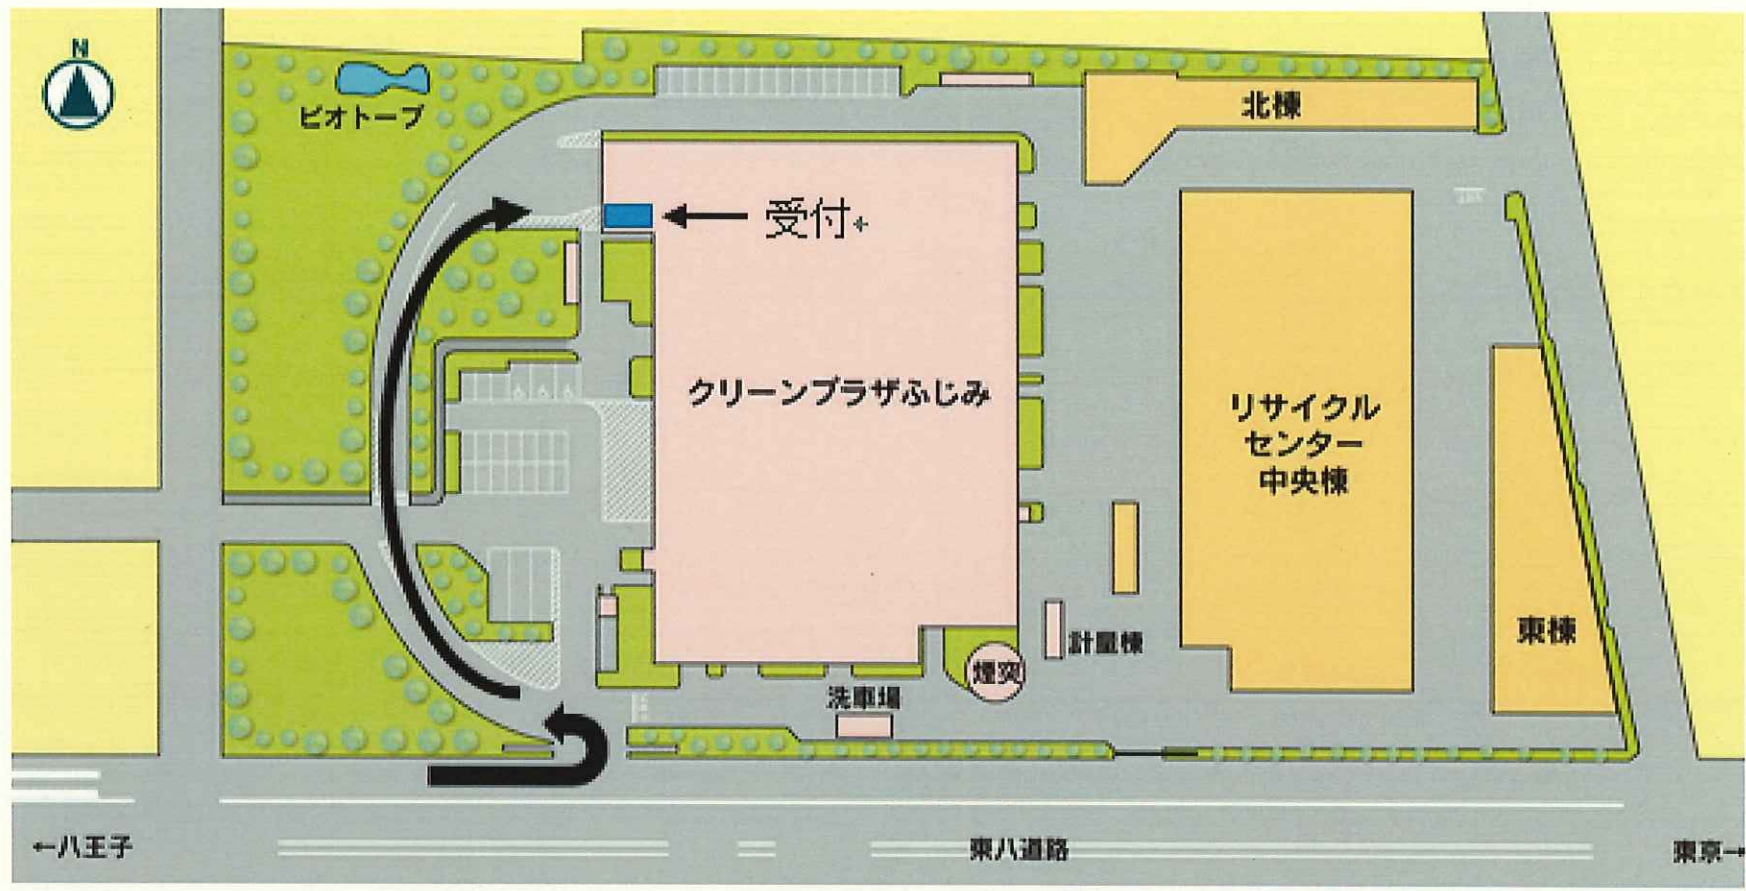 N
ビオトープ
北棟
受付
クリーンプラザふじみ
リサイクル
センター
中央棟
東棟
計量棟
煙突
洗車場
←八王子
東八道路
東京→